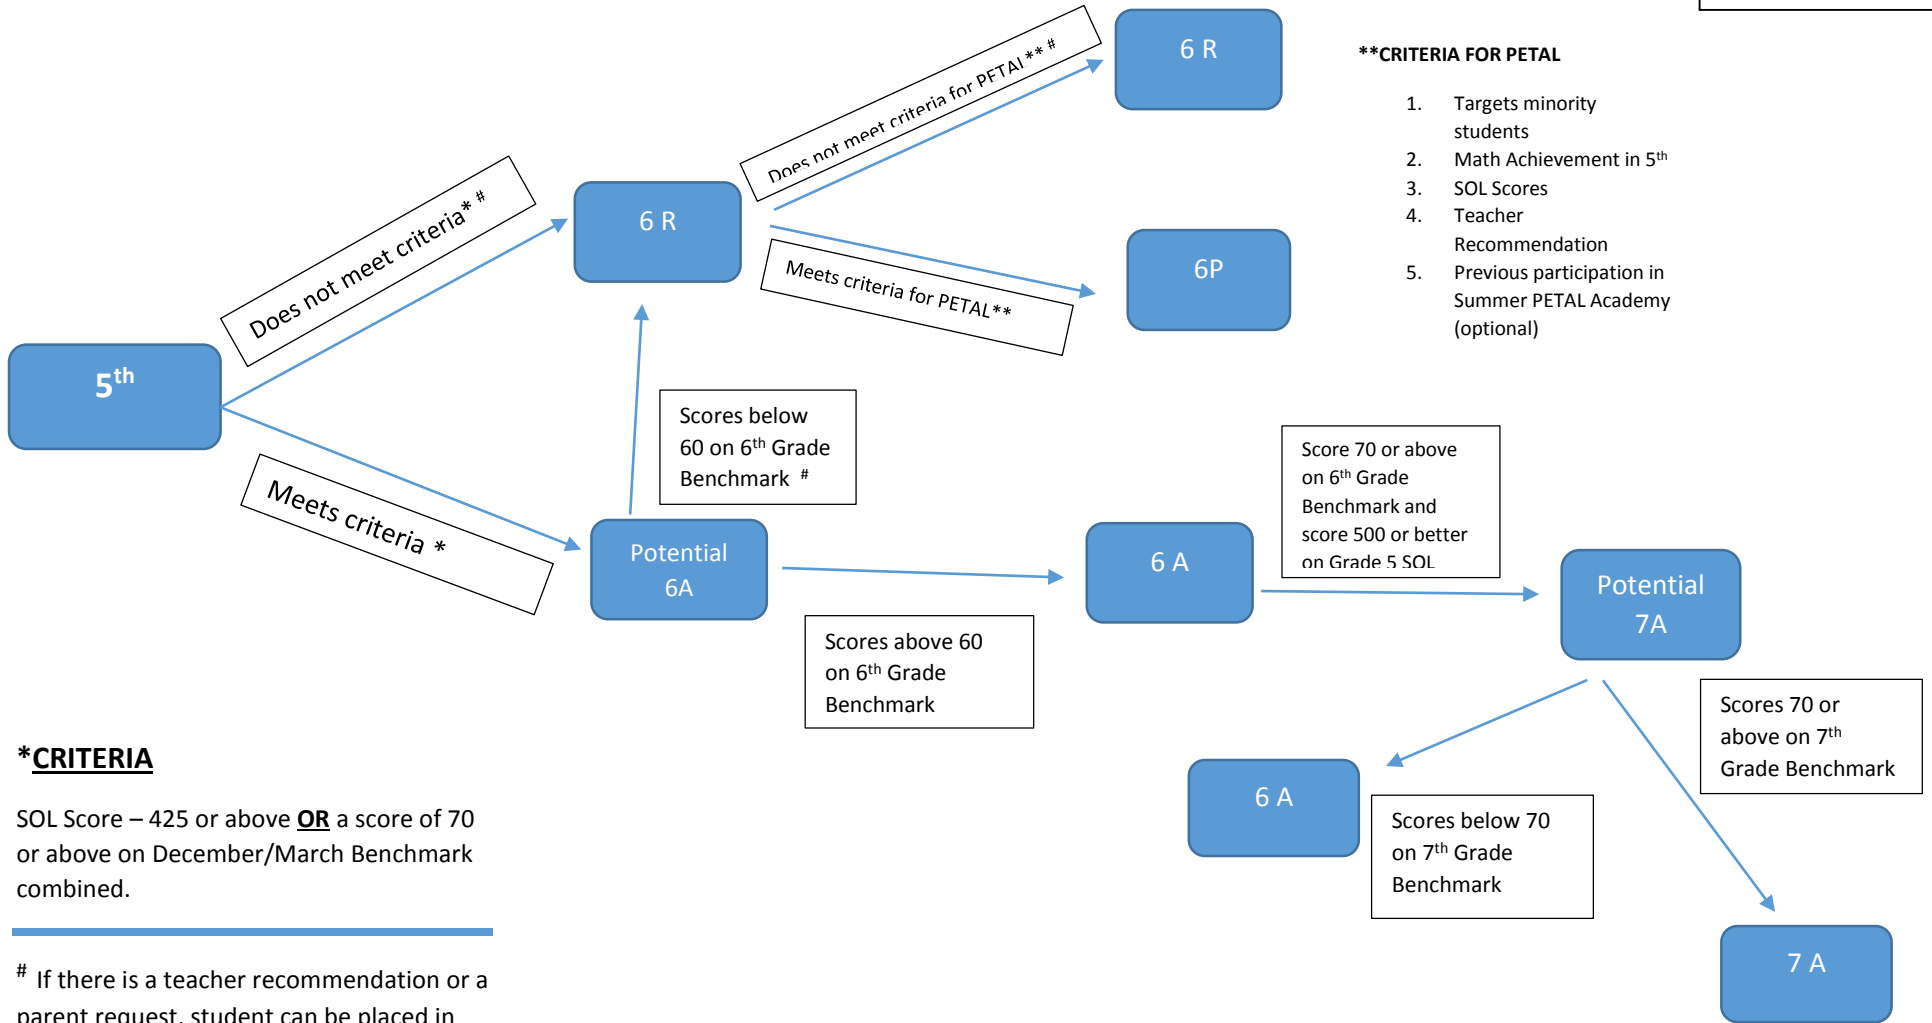 6 R
Does not meet criteria for PETAL** #
**CRITERIA FOR PETAL
1. Targets minority
students
2. Math Achievement in 5th
3. SOL Scores
4. Teacher
Recommendation
5. Previous participation in
Summer PETAL Academy
(optional)
Does not meet criteria* #
6 R
6P
Meets criteria for PETAL**
5th
Scores below
60 on 6th Grade
Benchmark #
Score 70 or above
on 6th Grade
Benchmark and
score 500 or better
on Grade 5 SOL
Meets criteria *
Potential
6A
6 A
Potential
7A
Scores above 60
on 6th Grade
Benchmark
Scores 70 or
above on 7th
Grade Benchmark
6 A
Scores below 70
on 7th Grade
Benchmark
7 A
*CRITERIA
SOL Score – 425 or above OR a score of 70
or above on December/March Benchmark
combined.
# If there is a teacher recommendation or a
parent request, student can be placed in